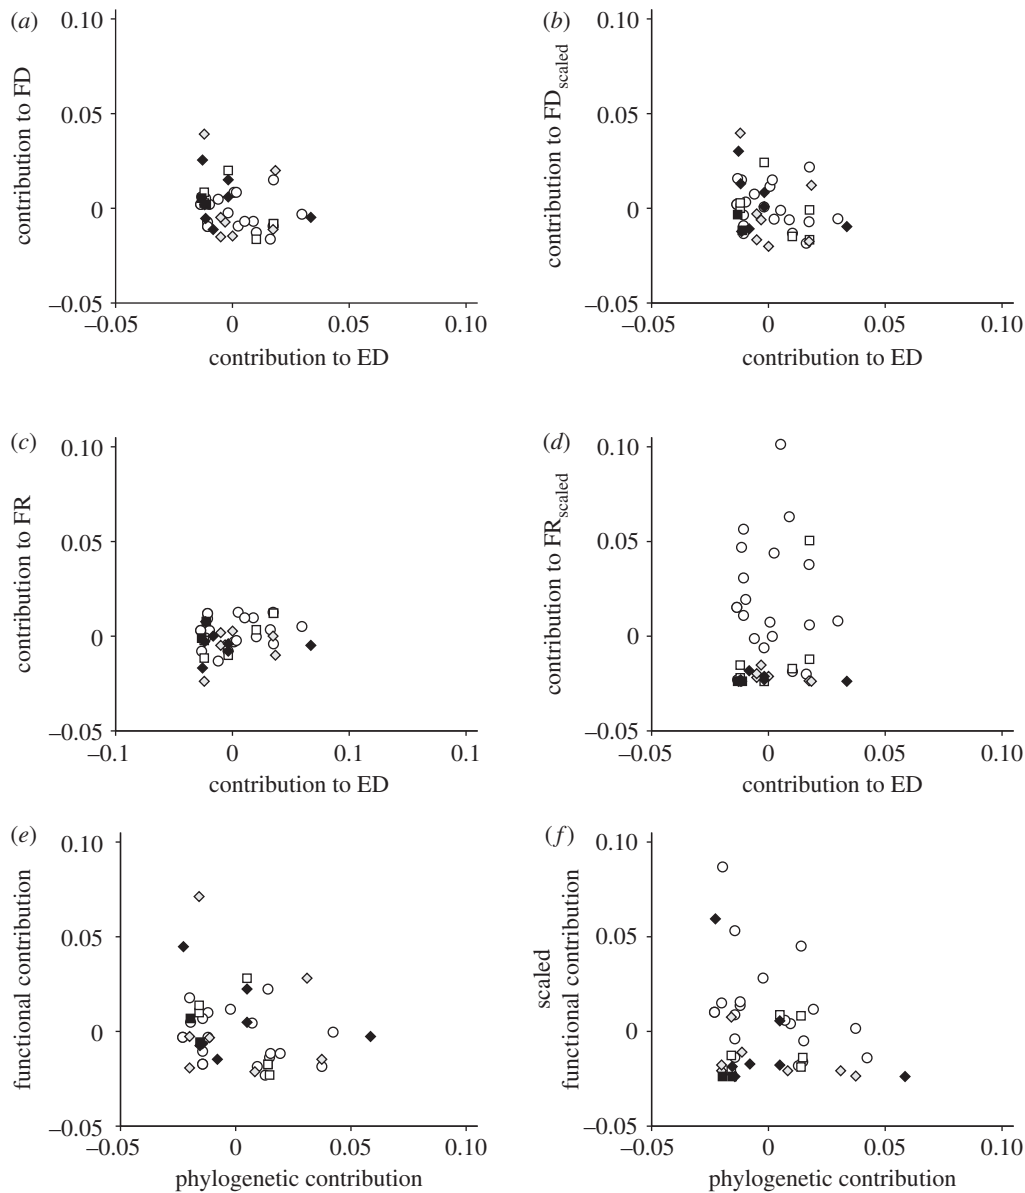 (a)
0.10
0.05
0
−0.05
contribution to FD
−0.05 0 0.05 0.10
contribution to ED
(b)
0.10
0.05
0
−0.05
contribution to FDscaled
−0.05 0 0.05 0.10
contribution to ED
(c)
0.10
0.05
0
−0.05
contribution to FR
−0.1 0 0.1 0.1
contribution to ED
(d)
0.10
0.05
0
−0.05
contribution to FRscaled
−0.05 0 0.05 0.10
contribution to ED
(e)
0.10
0.05
0
−0.05
functional contribution
−0.05 0 0.05 0.10
phylogenetic contribution
(f)
0.10
0.05
0
−0.05
scaled
functional contribution
−0.05 0 0.05 0.10
phylogenetic contribution